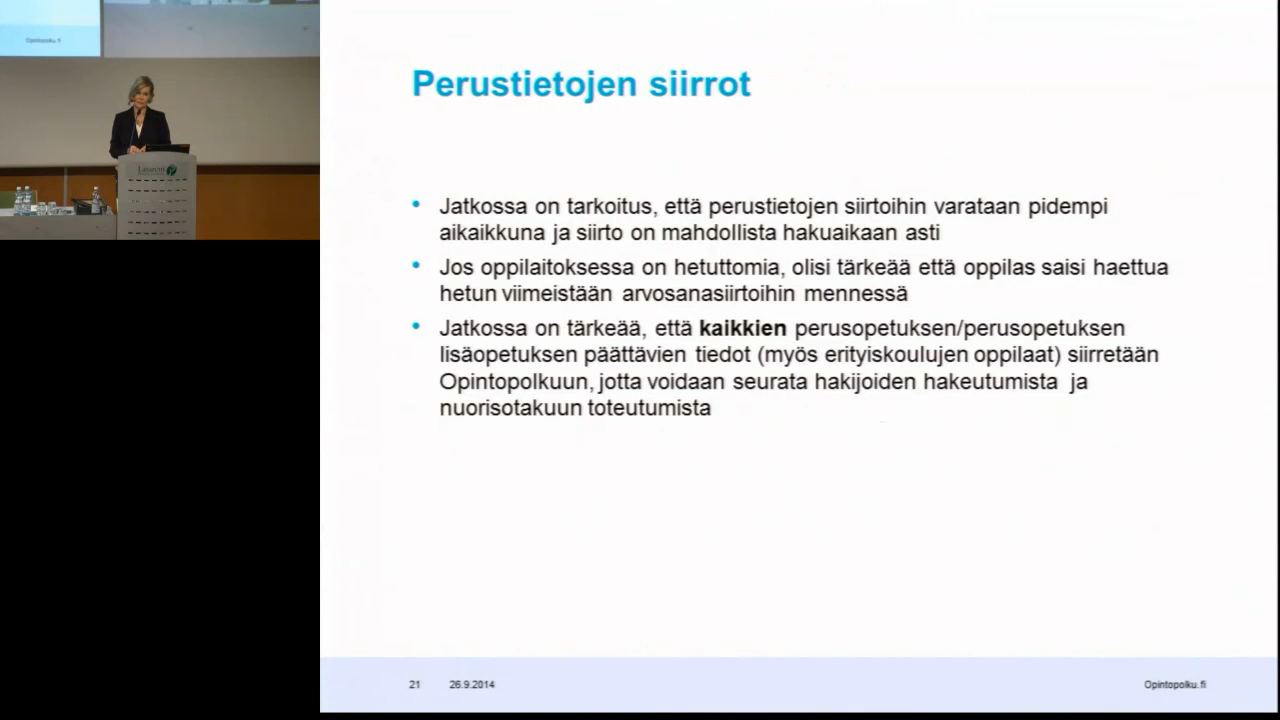 Opintopolku.fi
Laurea
Perustietojen siirrot
• Jatkossa on tarkoitus, että perustietojen siirtoihin varataan pidempi
aikaikkuna ja siirto on mahdollista hakuaikaan asti
• Jos oppilaitoksessa on hetuttomia, olisi tärkeää että oppilas saisi haettua
hetun viimeistään arvosanasiirtoihin mennessä
• Jatkossa on tärkeää, että kaikkien perusopetuksen/perusopetuksen
lisäopetuksen päättävien tiedot (myös erityiskoulujen oppilaat) siirretään
Opintopolkuun, jotta voidaan seurata hakijoiden hakeutumista ja
nuorisotakuun toteutumista
21 26.9.2014 Opintopolku.fi